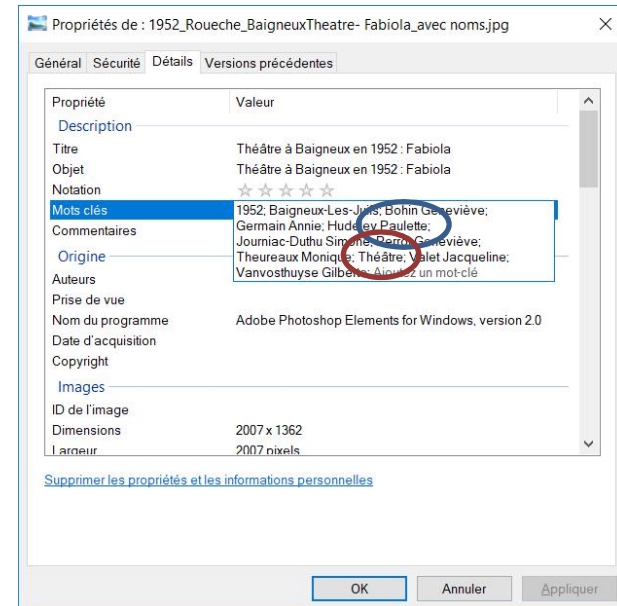 Propriétés de : 1952_Roueche_BaigneuxTheatre- Fabiola_avec noms.jpg
Général Sécurité Détails Versions précédentes
Propriété Valeur
Description
Titre Théâtre à Baigneux en 1952 : Fabiola
Objet Théâtre à Baigneux en 1952 : Fabiola
Notation
Mots clés 1952; Baigneux-Les-Juifs; Bohin Geneviève;
Germain Annie; Hudeley Paulette;
Commentaires
Journiac-Duthu Simone; Perrot Geneviève;
Origine
Theureaux Monique; Théâtre; Valet Jacqueline;
Auteurs Vanvosthuyse Gilberte; Ajoutez un mot-clé
Prise de vue
Nom du programme Adobe Photoshop Elements for Windows, version 2.0
Date d'acquisition
Copyright
Images
ID de l'image
Dimensions 2007 x 1362
Largeur 2007 pixels
Supprimer les propriétés et les informations personnelles
OK Annuler Appliquer